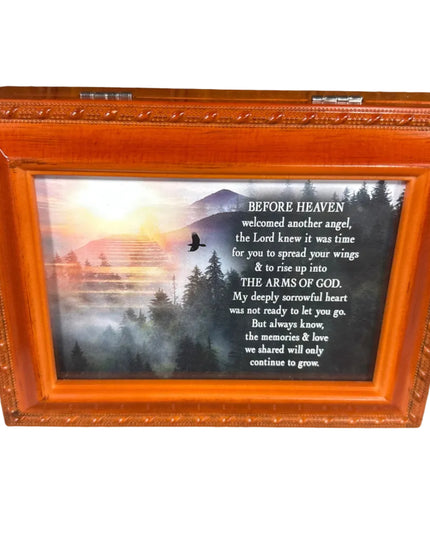 BEFORE HEAVEN
welcomed another angel,
the Lord knew it was time
for you to spread your wings
& to rise up into
THE ARMS OF GOD.
My deeply sorrowful heart
was not ready to let you go.
But always know,
the memories & love
we shared will only
continue to grow.